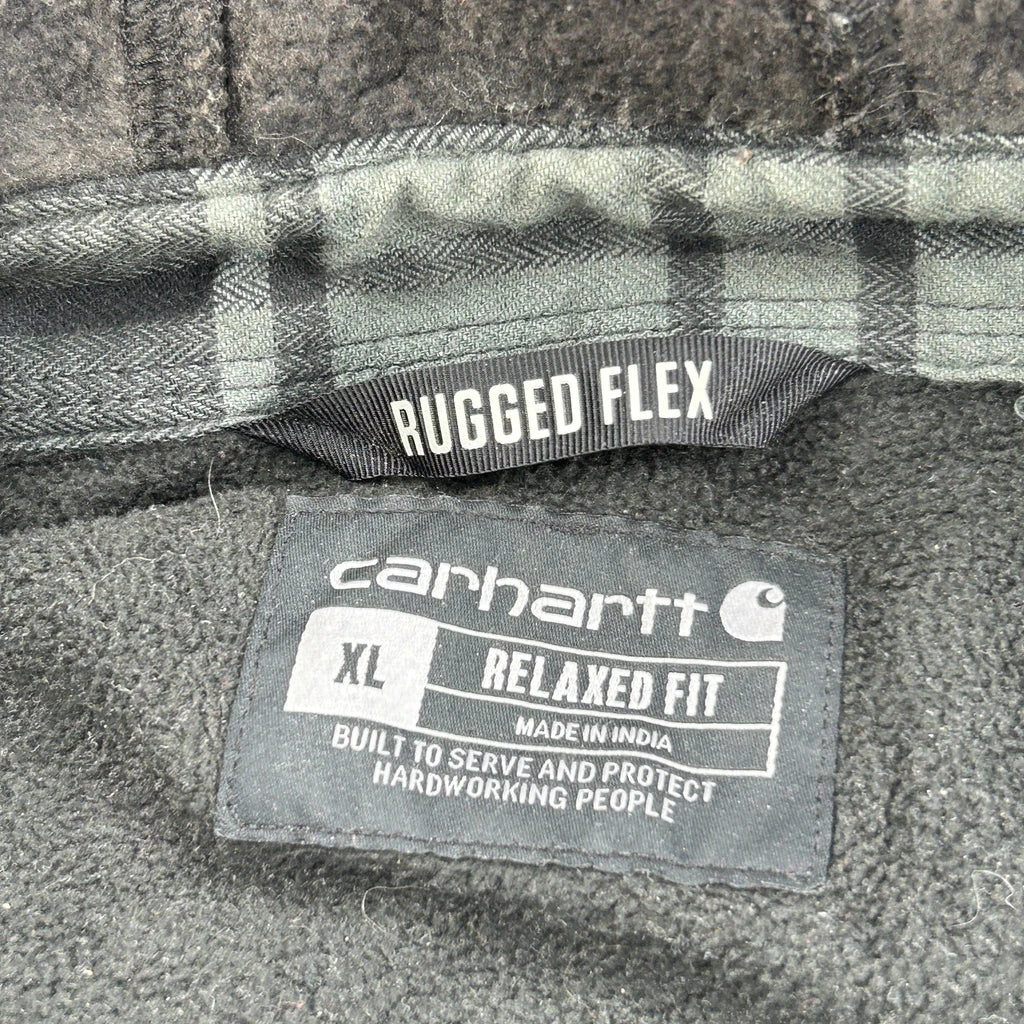 RUGGED FLEX
carhartt
XL
RELAXED FIT
MADE IN INDIA
BUILT TO SERVE AND PROTECT
HARDWORKING PEOPLE